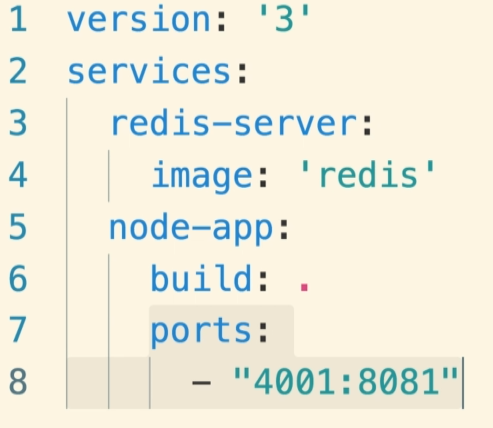 1 version: '3'
2 services:
3   redis-server:
4     image: 'redis'
5   node-app:
6     build: .
7     ports:
8       - "4001:8081"